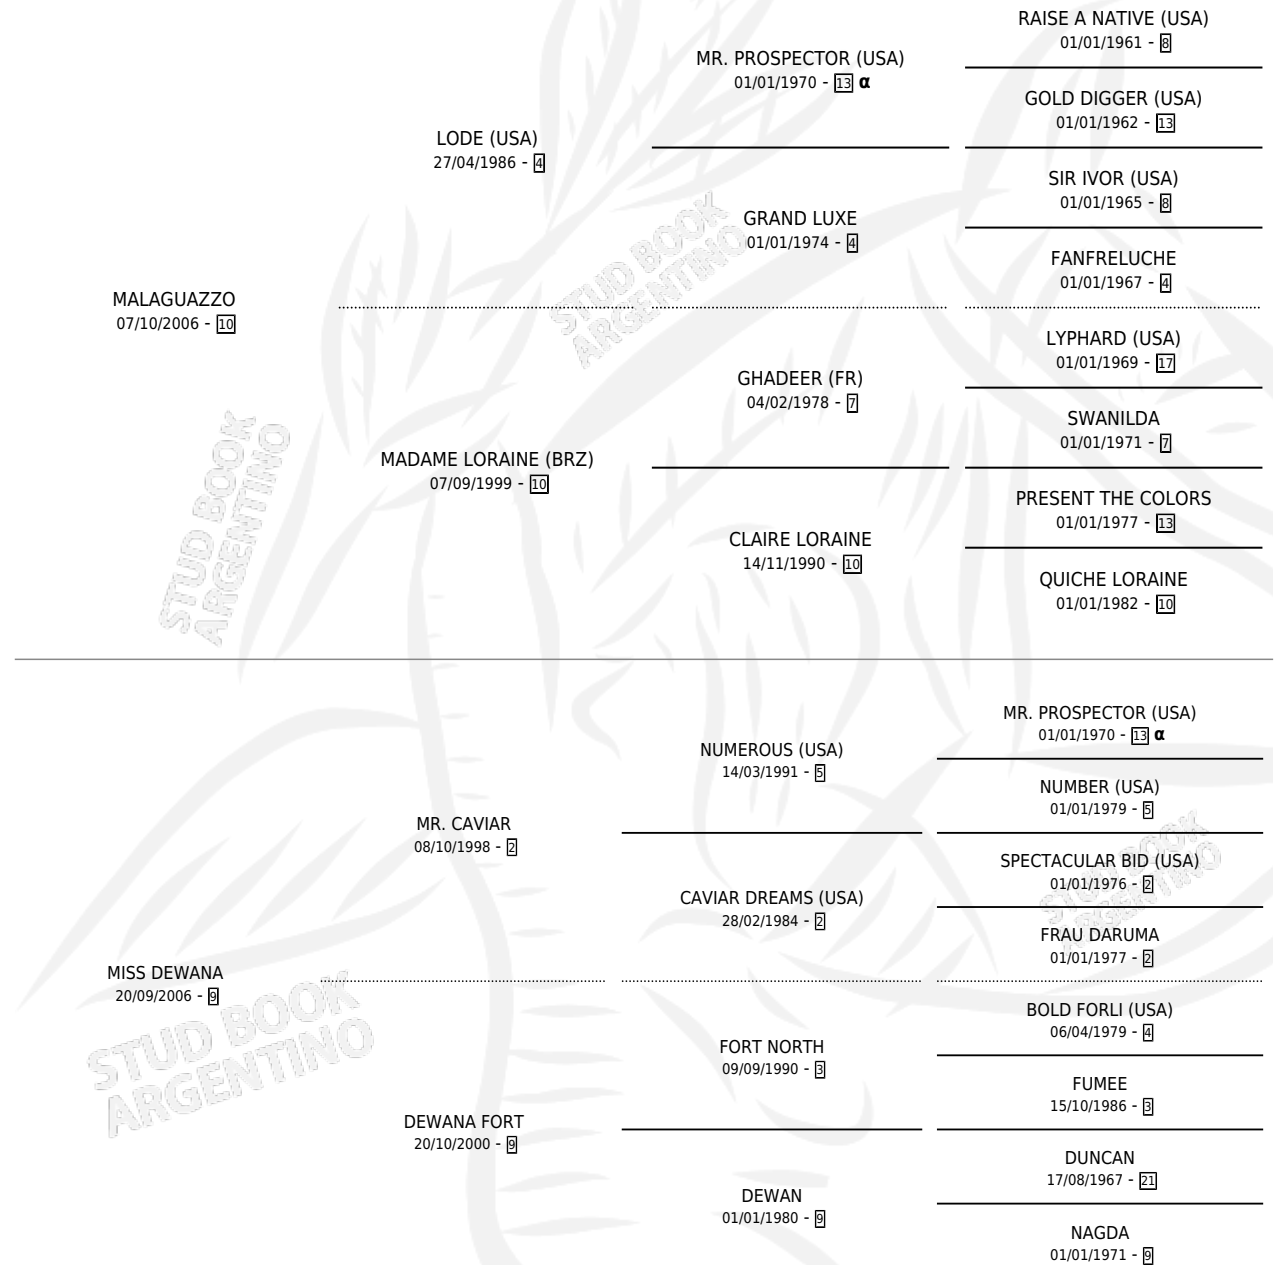 RAISE A NATIVE (USA)
01/01/1961 - 8
MR. PROSPECTOR (USA)
01/01/1970 - 13 α
GOLD DIGGER (USA)
01/01/1962 - 13
LODE (USA)
27/04/1986 - 4
SIR IVOR (USA)
01/01/1965 - 8
GRAND LUXE
01/01/1974 - 4
FANFRELUCHE
01/01/1967 - 4
MALAGUAZZO
07/10/2006 - 10
LYPHARD (USA)
01/01/1969 - 17
GHADEER (FR)
04/02/1978 - 7
SWANILDA
01/01/1971 - 7
MADAME LORAINE (BRZ)
07/09/1999 - 10
PRESENT THE COLORS
01/01/1977 - 13
CLAIRE LORAINE
14/11/1990 - 10
QUICHE LORAINE
01/01/1982 - 10
MR. PROSPECTOR (USA)
01/01/1970 - 13 α
NUMEROUS (USA)
14/03/1991 - 5
NUMBER (USA)
01/01/1979 - 5
MR. CAVIAR
08/10/1998 - 2
SPECTACULAR BID (USA)
01/01/1976 - 2
CAVIAR DREAMS (USA)
28/02/1984 - 2
FRAU DARUMA
01/01/1977 - 2
MISS DEWANA
20/09/2006 - 9
BOLD FORLI (USA)
06/04/1979 - 4
FORT NORTH
09/09/1990 - 3
FUMEE
15/10/1986 - 3
DEWANA FORT
20/10/2000 - 9
DUNCAN
17/08/1967 - 21
DEWAN
01/01/1980 - 9
NAGDA
01/01/1971 - 9
STUD BOOK
ARGENTINO
STUD BOOK
ARGENTINO
STUD BOOK
ARGENTINO
STUD BOOK
ARGENTINO